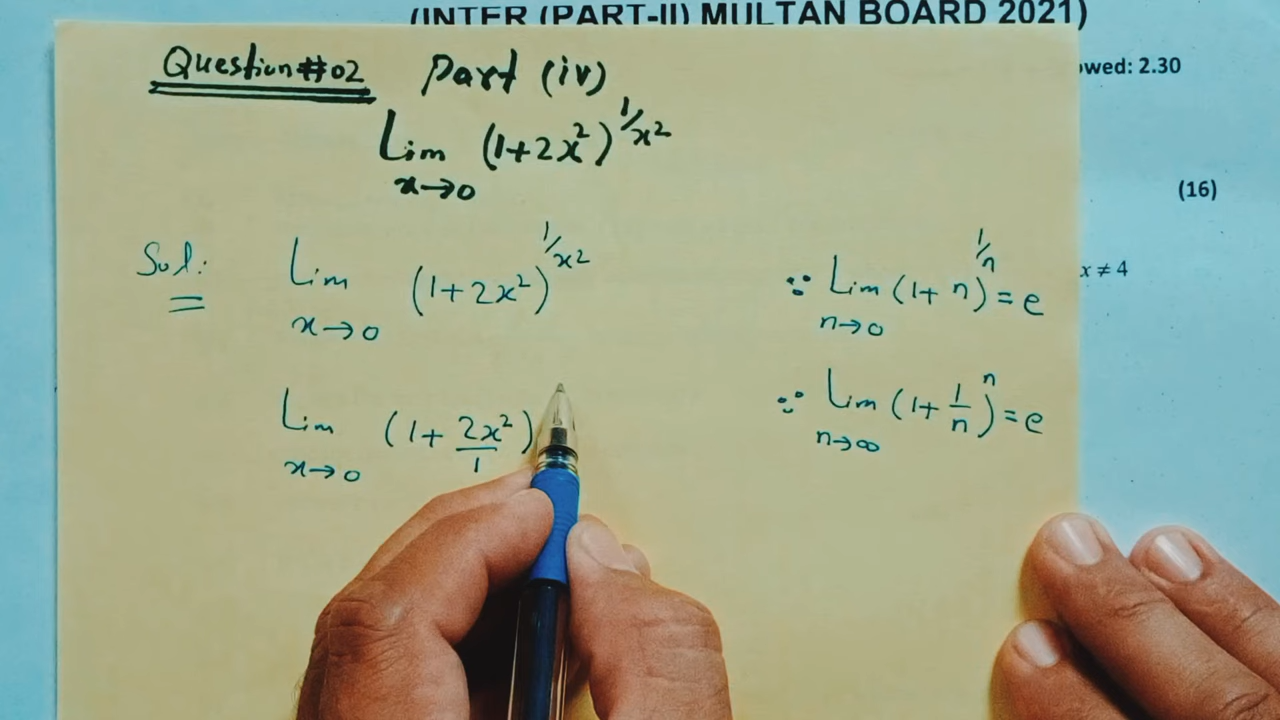 (INTER (PART-II) MULTAN BOARD 2021)
Question#02 Part (iv)
owed: 2.30
Lim (1+2x²)^1/x²
x→0
(16)
Sol: Lim (1+2x²)^1/x²
x→0
∵ Lim (1+n)^1/n = e
n→0
x ≠ 4
Lim (1+ 2x²/1)
x→0
∵ Lim (1+ 1/n)^n = e
n→∞